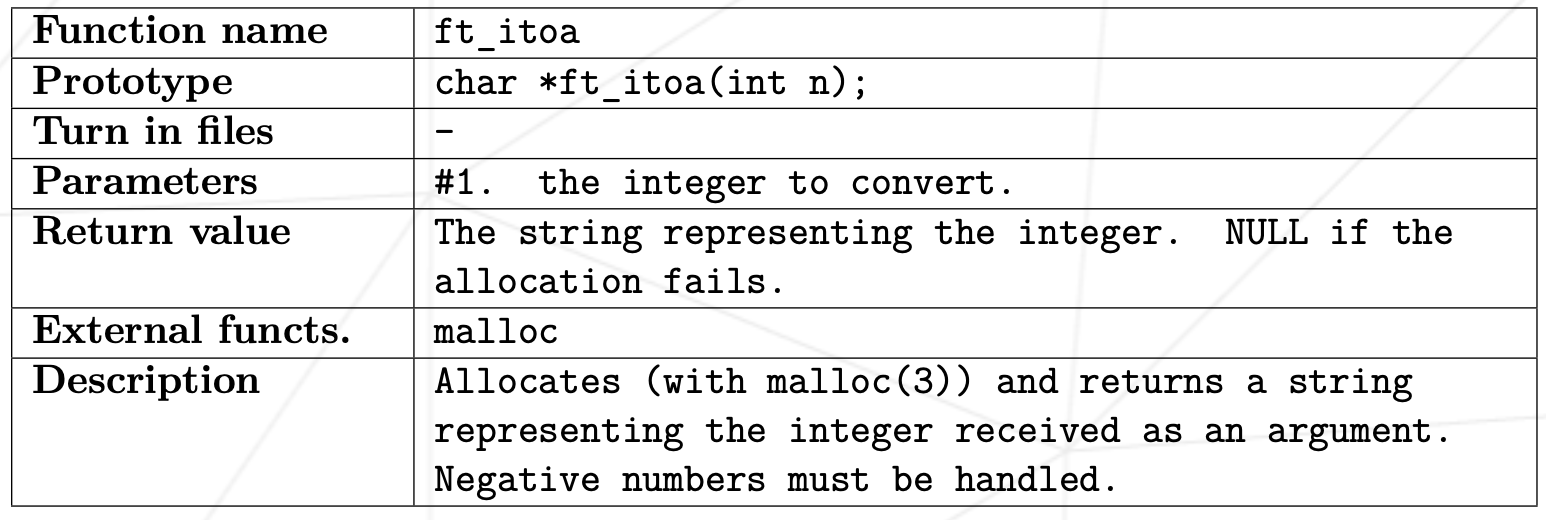 Function name ft_itoa
Prototype char *ft_itoa(int n);
Turn in files -
Parameters #1. the integer to convert.
Return value The string representing the integer. NULL if the
allocation fails.
External functs. malloc
Description Allocates (with malloc(3)) and returns a string
representing the integer received as an argument.
Negative numbers must be handled.